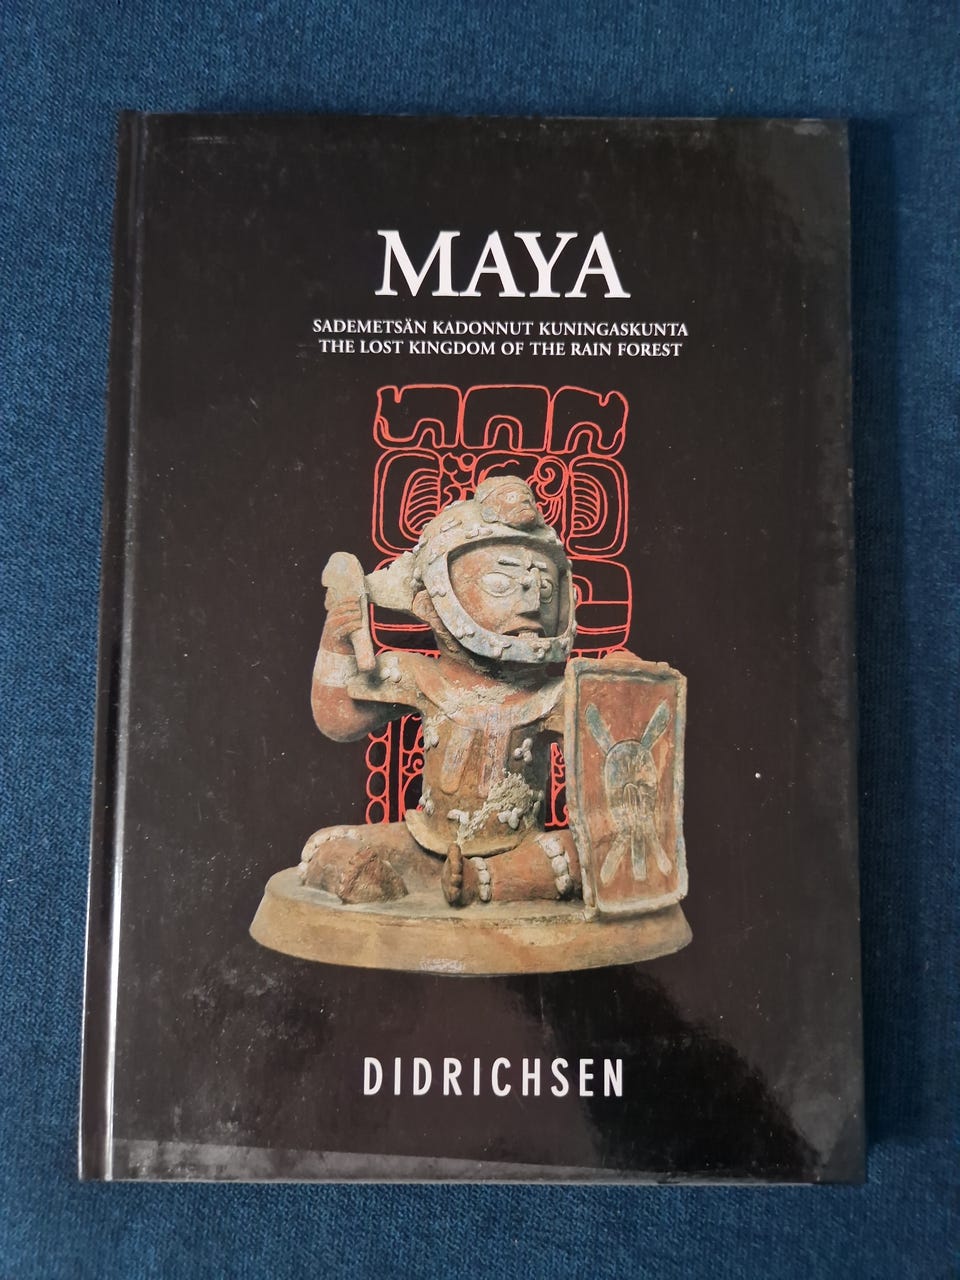 MAYA
SADEMETSÄN KADONNUT KUNINGASKUNTA
THE LOST KINGDOM OF THE RAIN FOREST
DIDRICHSEN